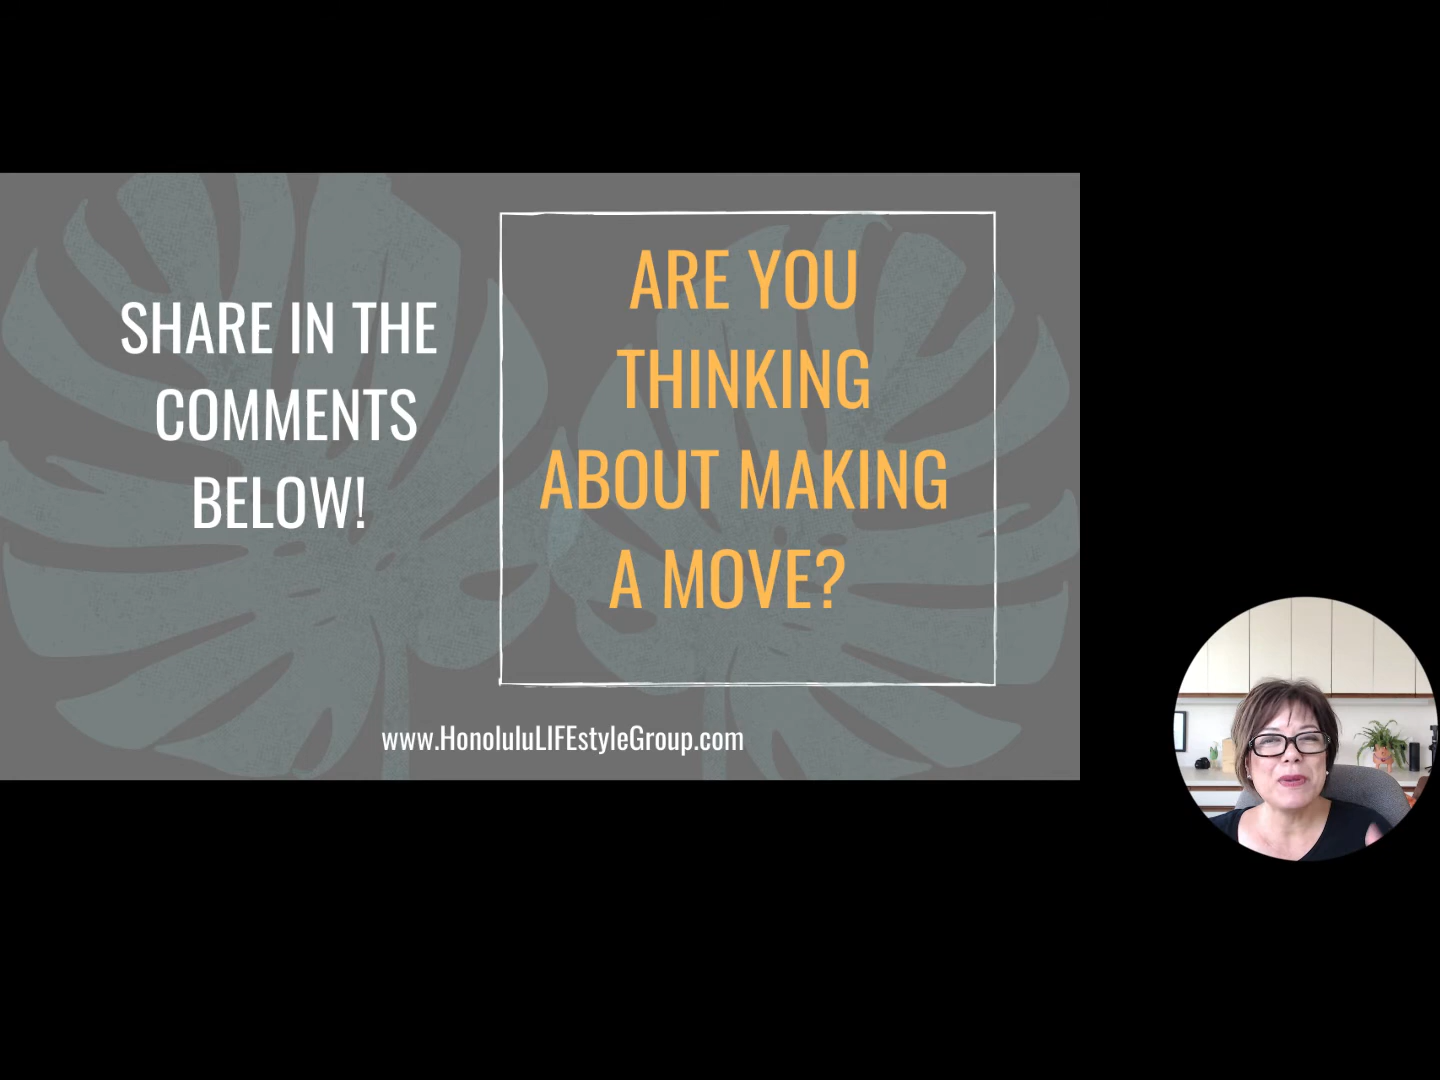 SHARE IN THE
COMMENTS
BELOW!
ARE YOU
THINKING
ABOUT MAKING
A MOVE?
www.HonoluluLIFEstyleGroup.com